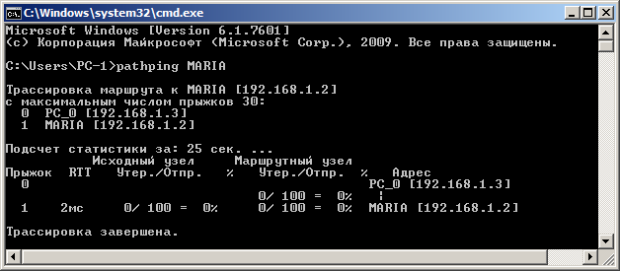 C:\Windows\system32\cmd.exe
Microsoft Windows [Version 6.1.7601]
(c) Корпорация Майкрософт (Microsoft Corp.), 2009. Все права защищены.
C:\Users\PC-1>pathping MARIA
Трассировка маршрута к MARIA [192.168.1.2]
с максимальным числом прыжков 30:
0 PC_0 [192.168.1.3]
1 MARIA [192.168.1.2]
Подсчет статистики за: 25 сек. ...
Исходный узел Маршрутный узел
Прыжок RTT Утер./Отпр. % Утер./Отпр. % Адрес
0 PC_0 [192.168.1.3]
0/ 100 = 0% |
1 2мс 0/ 100 = 0% 0/ 100 = 0% MARIA [192.168.1.2]
Трассировка завершена.